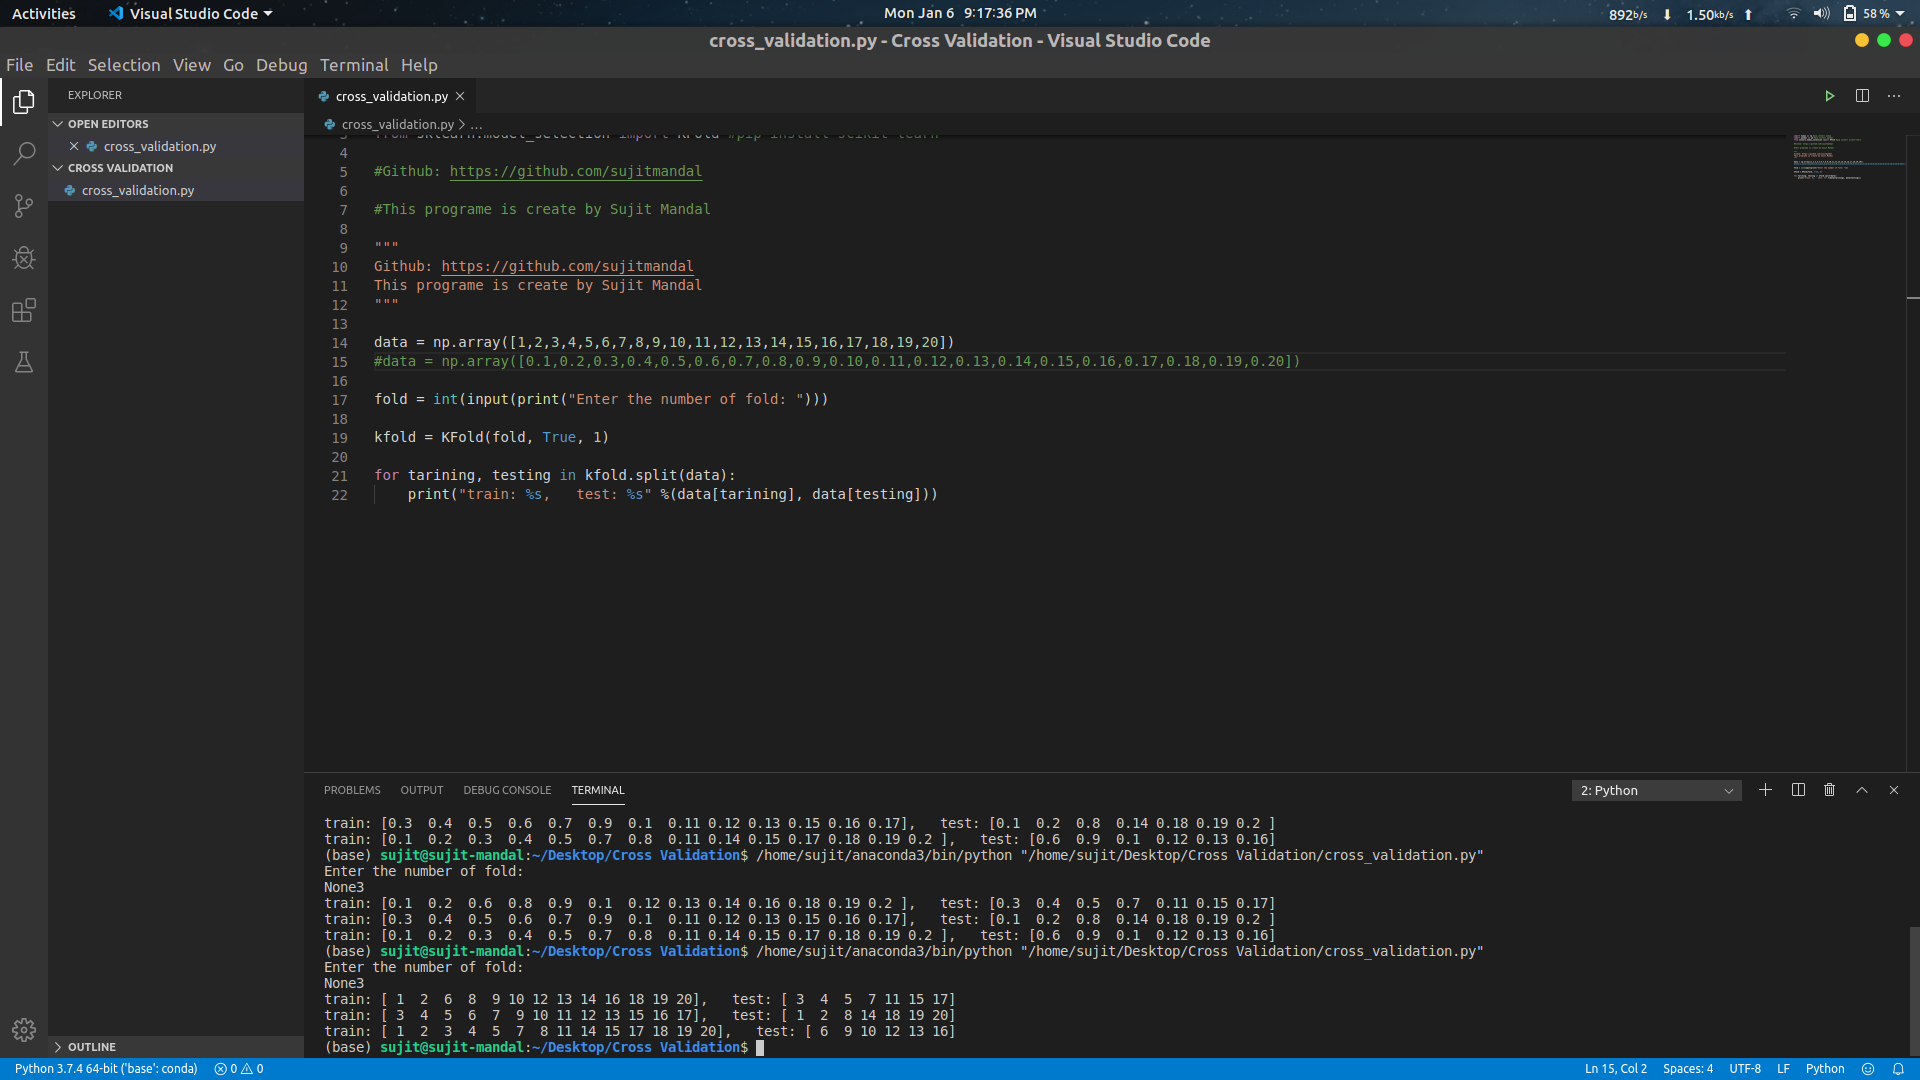 Activities Visual Studio Code Mon Jan 6 9:17:36 PM 892b/s 1.50kb/s 58 %
cross_validation.py - Cross Validation - Visual Studio Code
File Edit Selection View Go Debug Terminal Help
EXPLORER
OPEN EDITORS
cross_validation.py
CROSS VALIDATION
cross_validation.py
OUTLINE
cross_validation.py
cross_validation.py > ...
3 from sklearn.model_selection import KFold #pip install scikit-learn
4
5 #Github: https://github.com/sujitmandal
6
7 #This programe is create by Sujit Mandal
8
9 """
10 Github: https://github.com/sujitmandal
11 This programe is create by Sujit Mandal
12 """
13
14 data = np.array([1,2,3,4,5,6,7,8,9,10,11,12,13,14,15,16,17,18,19,20])
15 #data = np.array([0.1,0.2,0.3,0.4,0.5,0.6,0.7,0.8,0.9,0.10,0.11,0.12,0.13,0.14,0.15,0.16,0.17,0.18,0.19,0.20])
16
17 fold = int(input(print("Enter the number of fold: ")))
18
19 kfold = KFold(fold, True, 1)
20
21 for tarining, testing in kfold.split(data):
22     print("train: %s,   test: %s" %(data[tarining], data[testing]))
PROBLEMS OUTPUT DEBUG CONSOLE TERMINAL 2: Python
train: [0.3  0.4  0.5  0.6  0.7  0.9  0.1  0.11 0.12 0.13 0.15 0.16 0.17],   test: [0.1  0.2  0.8  0.14 0.18 0.19 0.2 ]
train: [0.1  0.2  0.3  0.4  0.5  0.7  0.8  0.11 0.14 0.15 0.17 0.18 0.19 0.2 ],   test: [0.6  0.9  0.1  0.12 0.13 0.16]
(base) sujit@sujit-mandal:~/Desktop/Cross Validation$ /home/sujit/anaconda3/bin/python "/home/sujit/Desktop/Cross Validation/cross_validation.py"
Enter the number of fold:
None3
train: [0.1  0.2  0.6  0.8  0.9  0.1  0.12 0.13 0.14 0.16 0.18 0.19 0.2 ],   test: [0.3  0.4  0.5  0.7  0.11 0.15 0.17]
train: [0.3  0.4  0.5  0.6  0.7  0.9  0.1  0.11 0.12 0.13 0.15 0.16 0.17],   test: [0.1  0.2  0.8  0.14 0.18 0.19 0.2 ]
train: [0.1  0.2  0.3  0.4  0.5  0.7  0.8  0.11 0.14 0.15 0.17 0.18 0.19 0.2 ],   test: [0.6  0.9  0.1  0.12 0.13 0.16]
(base) sujit@sujit-mandal:~/Desktop/Cross Validation$ /home/sujit/anaconda3/bin/python "/home/sujit/Desktop/Cross Validation/cross_validation.py"
Enter the number of fold:
None3
train: [ 1  2  6  8  9 10 12 13 14 16 18 19 20],   test: [ 3  4  5  7 11 15 17]
train: [ 3  4  5  6  7  9 10 11 12 13 15 16 17],   test: [ 1  2  8 14 18 19 20]
train: [ 1  2  3  4  5  7  8 11 14 15 17 18 19 20],   test: [ 6  9 10 12 13 16]
(base) sujit@sujit-mandal:~/Desktop/Cross Validation$
Python 3.7.4 64-bit ('base': conda) 0 0 Ln 15, Col 2 Spaces: 4 UTF-8 LF Python